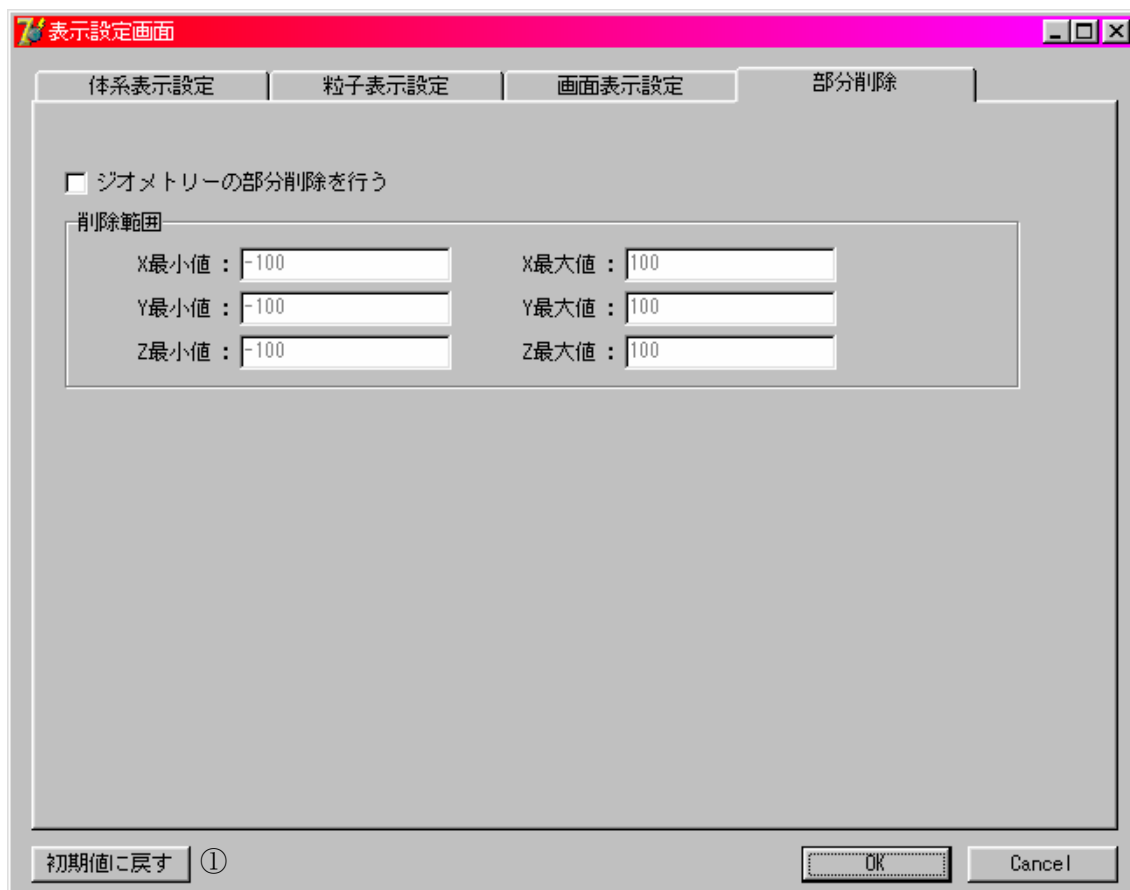 表示設定画面
体系表示設定 粒子表示設定 画面表示設定 部分削除
ジオメトリーの部分削除を行う
削除範囲
X最小値 : -100 X最大値 : 100
Y最小値 : -100 Y最大値 : 100
Z最小値 : -100 Z最大値 : 100
初期値に戻す ① OK Cancel